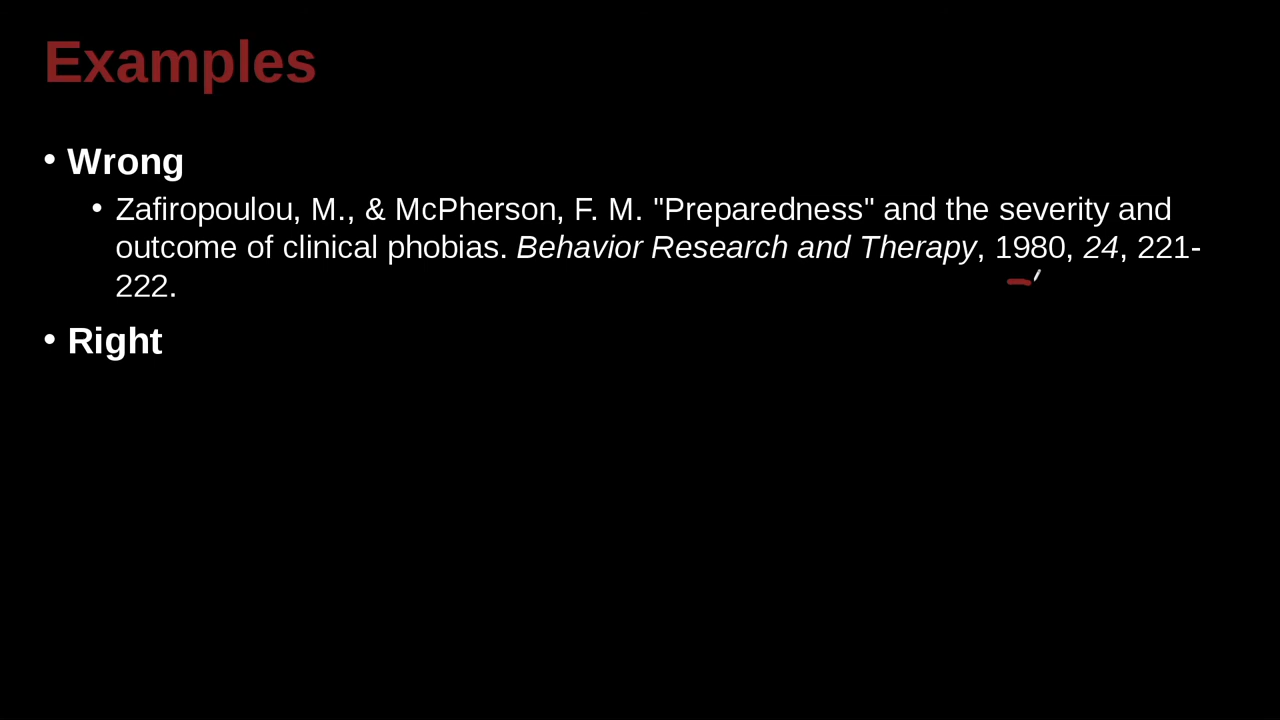 Examples
• Wrong
• Zafiropoulou, M., & McPherson, F. M. "Preparedness" and the severity and
outcome of clinical phobias. Behavior Research and Therapy, 1980, 24, 221-
222.
• Right